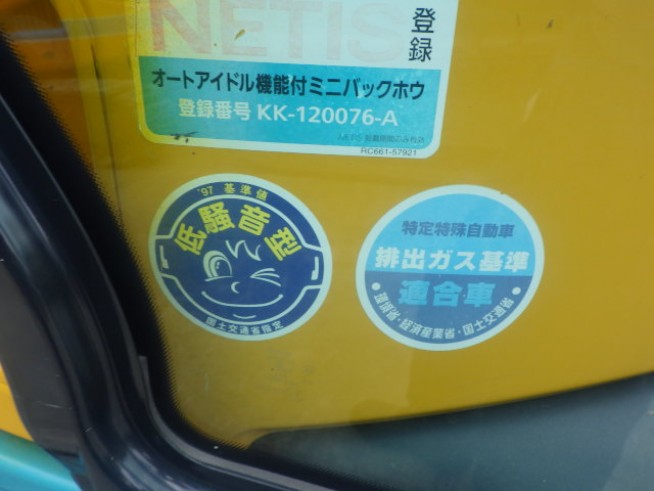 NETIS
登録
オートアイドル機能付ミニバックホウ
登録番号 KK-120076-A
RC661-57921
'97 基準値
低騒音型
国土交通省指定
特定特殊自動車
排出ガス基準
適合車
環境省・経済産業省・国土交通省